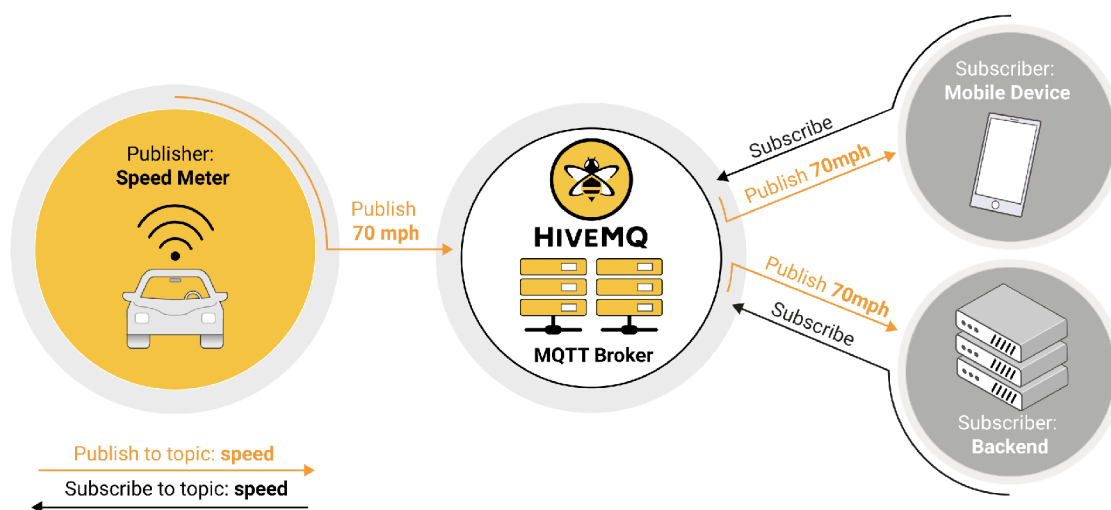 Publisher:
Speed Meter
Publish
70 mph
HIVEMQ
MQTT Broker
Subscribe
Publish 70mph
Subscriber:
Mobile Device
Publish 70mph
Subscribe
Subscriber:
Backend
Publish to topic: speed
Subscribe to topic: speed